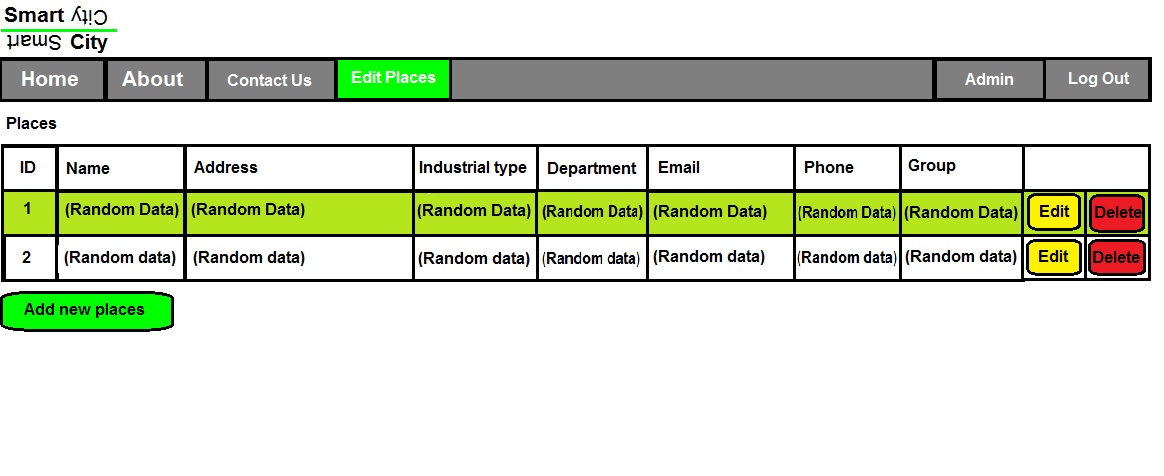 Smart City
Smart City
Home About Contact Us Edit Places Admin Log Out
Places
ID Name Address Industrial type Department Email Phone Group
1 (Random Data) (Random Data) (Random Data) (Random Data) (Random Data) (Random Data) (Random Data) Edit Delete
2 (Random data) (Random data) (Random data) (Random data) (Random data) (Random data) (Random data) Edit Delete
Add new places